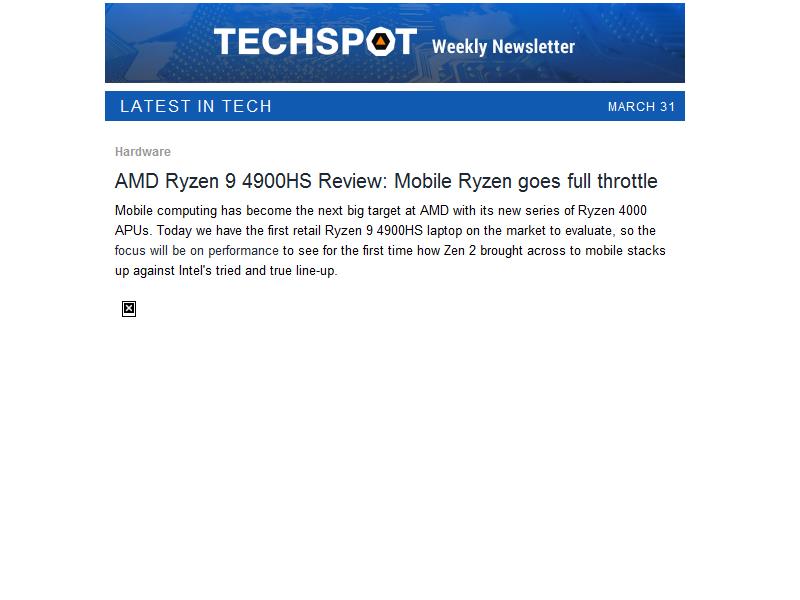 TECHSPOT Weekly Newsletter
LATEST IN TECH MARCH 31
Hardware
AMD Ryzen 9 4900HS Review: Mobile Ryzen goes full throttle
Mobile computing has become the next big target at AMD with its new series of Ryzen 4000
APUs. Today we have the first retail Ryzen 9 4900HS laptop on the market to evaluate, so the
focus will be on performance to see for the first time how Zen 2 brought across to mobile stacks
up against Intel's tried and true line-up.